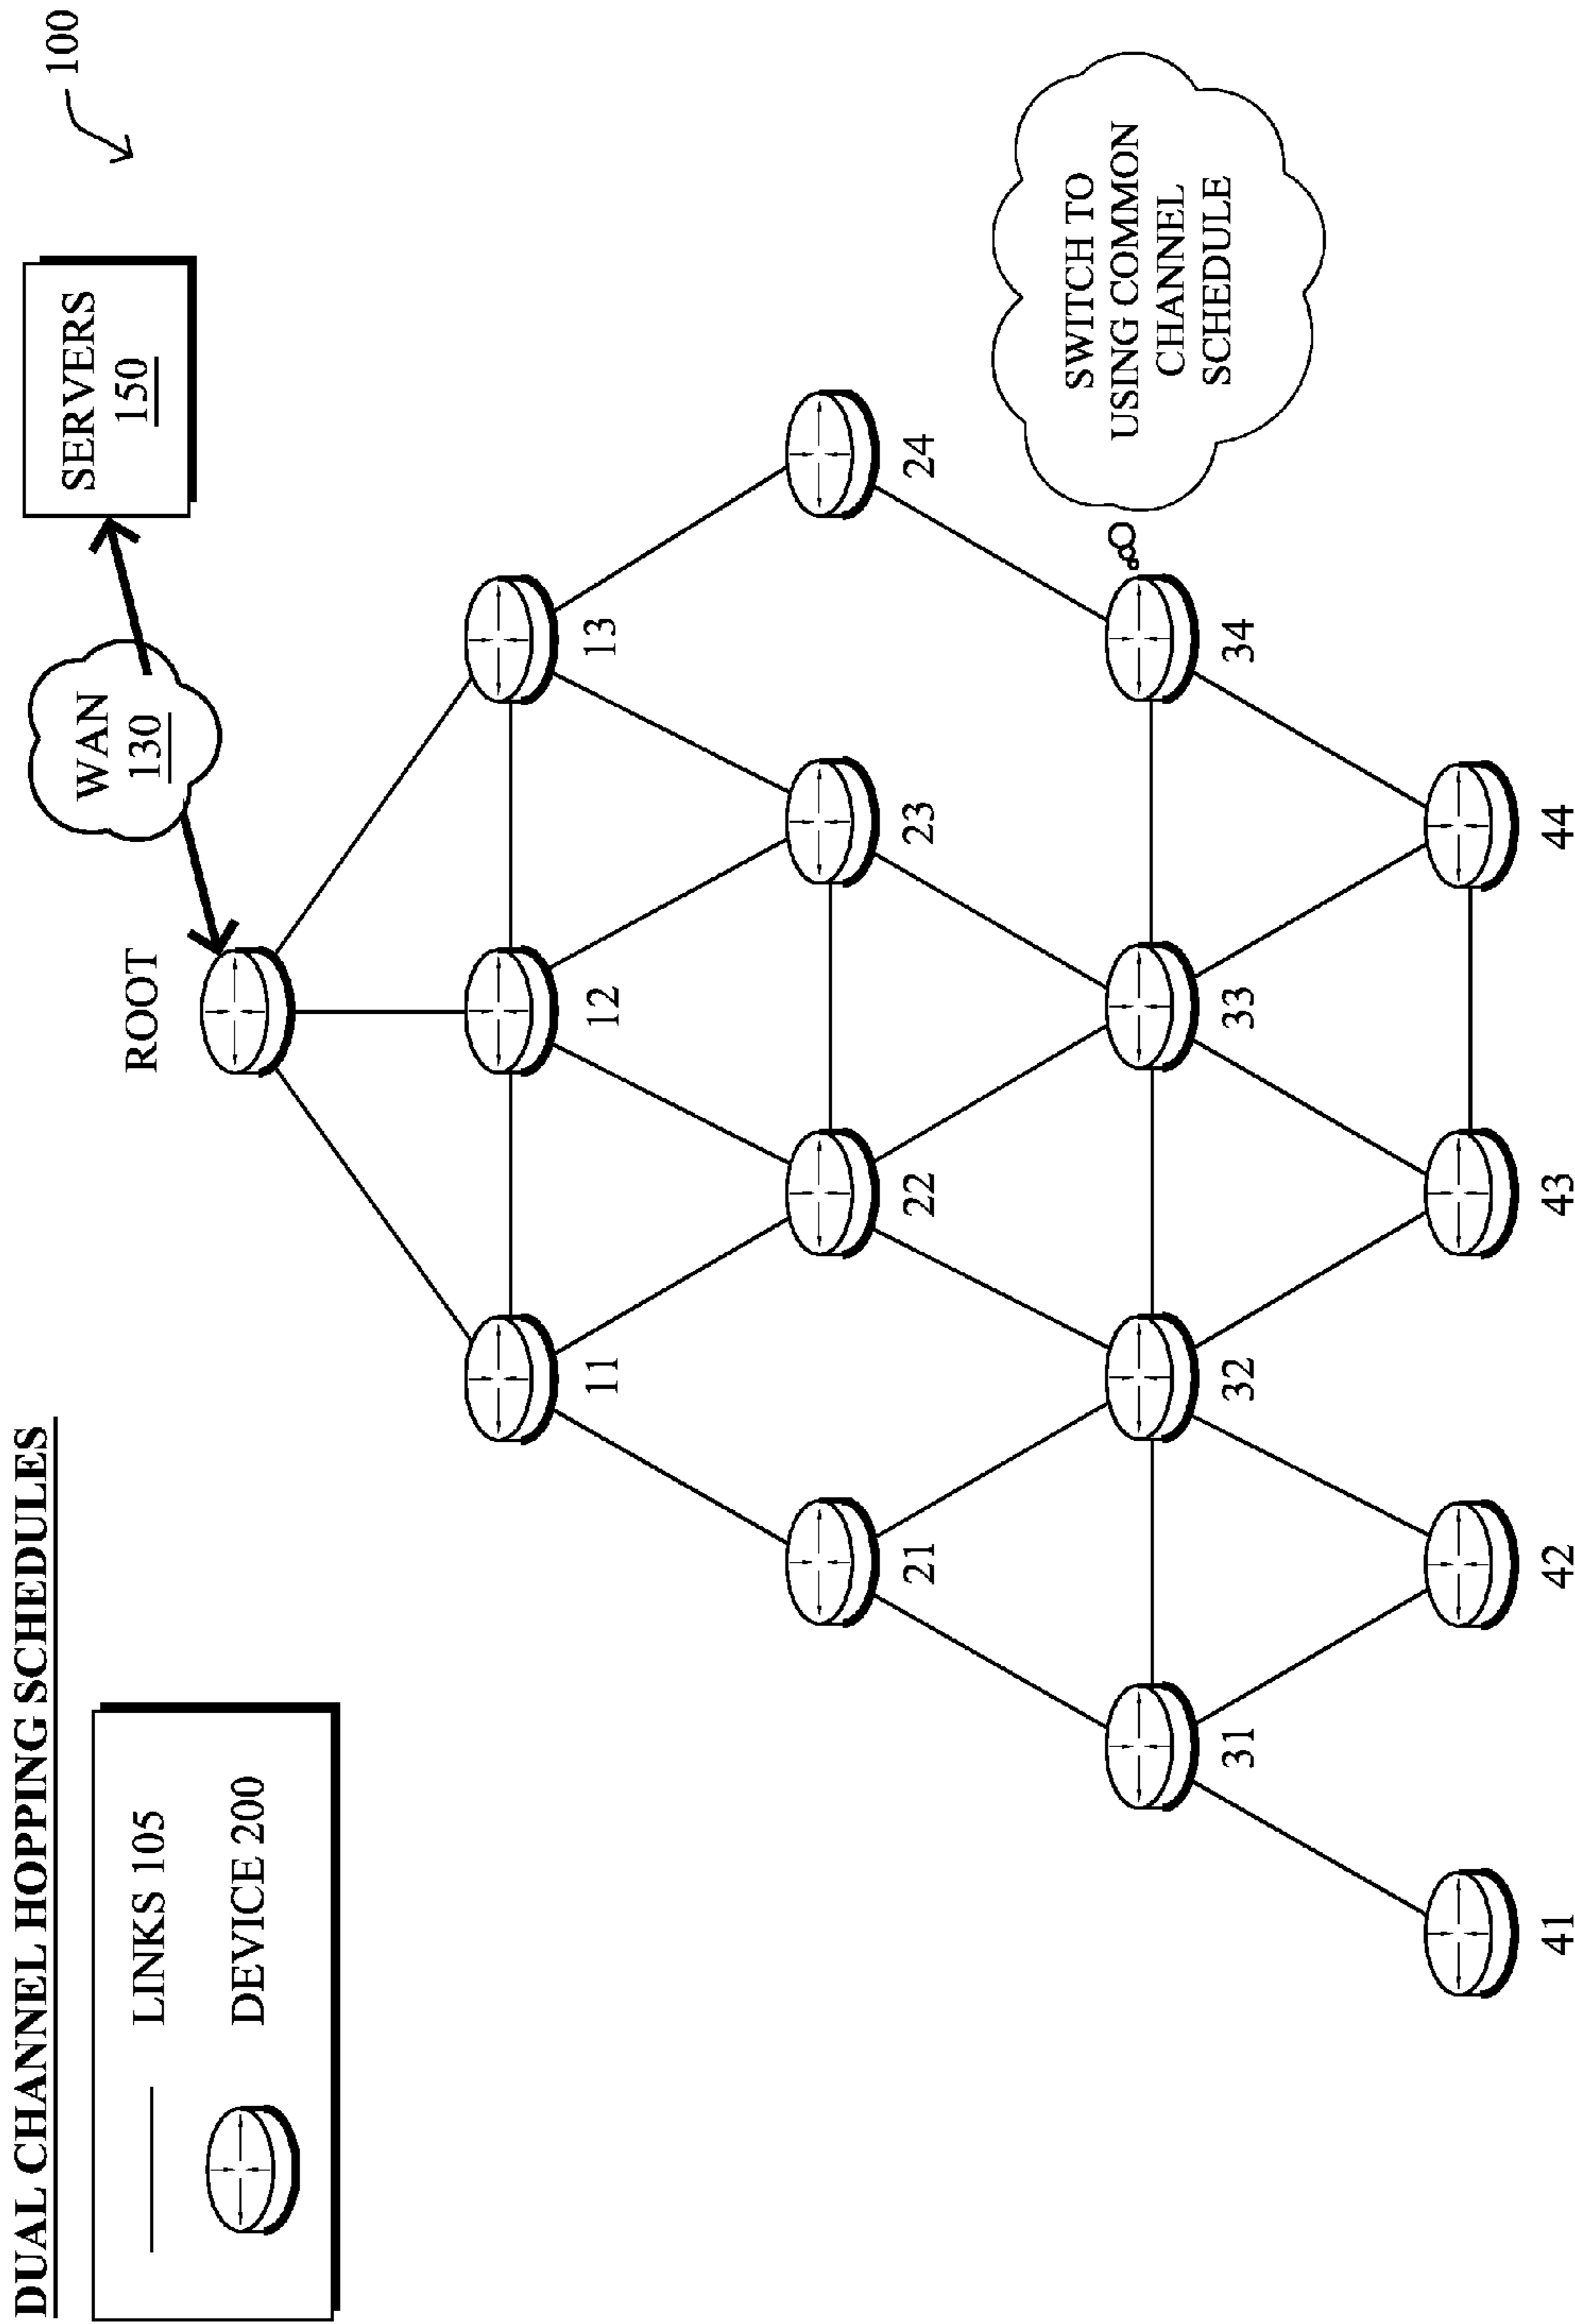 DUAL CHANNEL HOPPING SCHEDULES
LINKS 105
DEVICE 200
100
SERVERS
150
WAN
130
ROOT
11
12
13
21
22
23
24
31
32
33
34
SWITCH TO
USING COMMON
CHANNEL
SCHEDULE
41
42
43
44